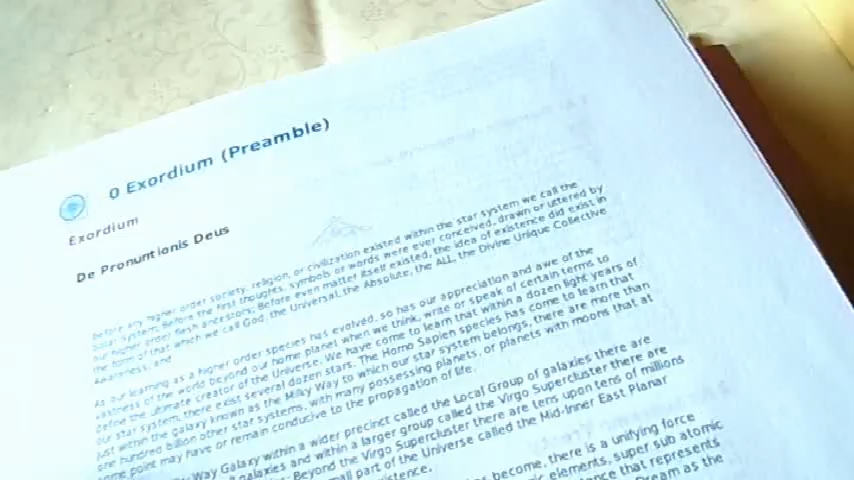 0 Exordium (Preamble)
Exordium
De Pronuntionis Deus
before any higher order society, religion, or civilization existed within the star system we call the
Solar System. Before the first thoughts, symbols or words were ever conceived, drawn or uttered by
our higher order flesh ancestors; Before even matter itself existed, the idea of existence did exist in
the form of that which we call God, the Universal, the Absolute, the ALL, the Divine Unique Collective
Awareness; and
As our learning as a higher order species has evolved, so has our appreciation and awe of the
vastness of the world beyond our home planet when we think, write or speak of certain terms to
define the ultimate creator of the Universe. We have come to learn that within a dozen light years of
our star system, there exist several dozen stars. The Homo Sapien species has come to learn that
just within the galaxy known as the Milky Way to which our star system belongs, there are more than
one hundred billion other star systems, with many possessing planets, or planets with moons that at
some point may have or remain conducive to the propagation of life.
Way Galaxy within a wider precinct called the Local Group of galaxies there are
galaxies and within a larger group called the Virgo Supercluster there are
Beyond the Virgo Supercluster there are tens upon tens of millions
small part of the Universe called the Mid-Inner East Planar
existence.
has become, there is a unifying force
elements, super sub atomic
that represents
Dream as the